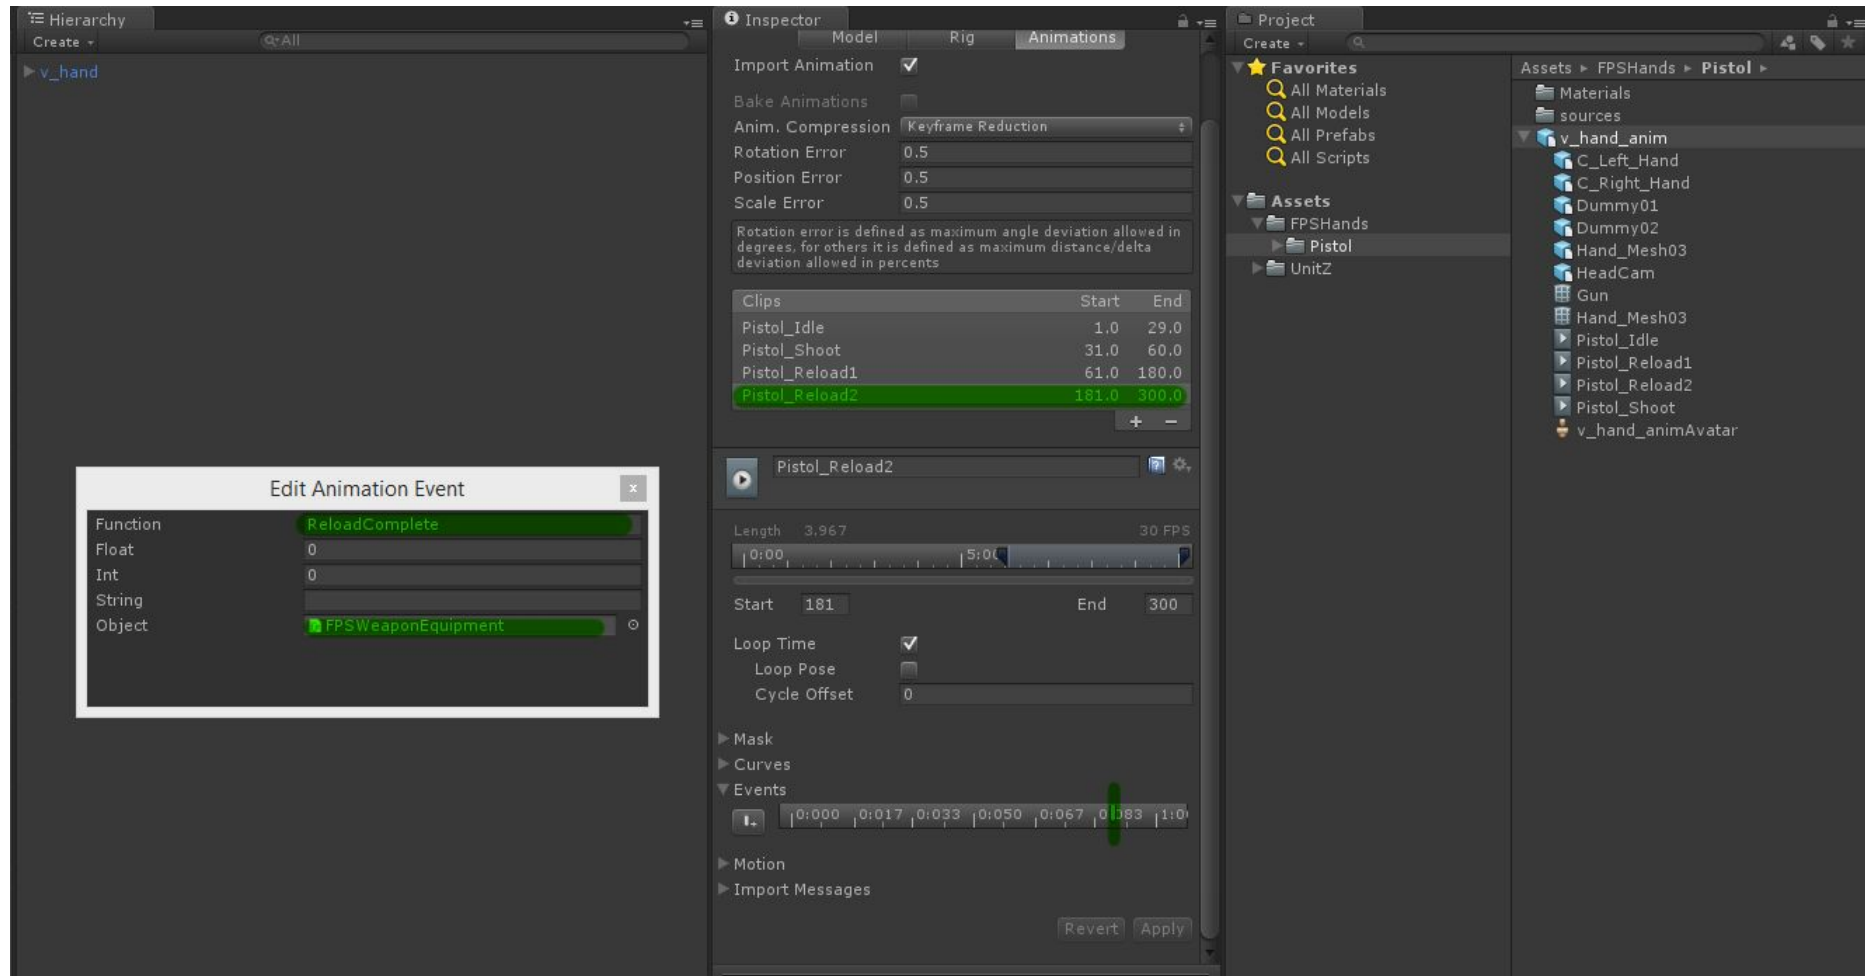 Hierarchy
Create
All
v_hand
Edit Animation Event
x
Function ReloadComplete
Float 0
Int 0
String
Object FPSWeaponEquipment
Inspector
Model Rig Animations
Import Animation
Bake Animations
Anim. Compression Keyframe Reduction
Rotation Error 0.5
Position Error 0.5
Scale Error 0.5
Rotation error is defined as maximum angle deviation allowed in
degrees, for others it is defined as maximum distance/delta
deviation allowed in percents
Clips Start End
Pistol_Idle 1.0 29.0
Pistol_Shoot 31.0 60.0
Pistol_Reload1 61.0 180.0
Pistol_Reload2 181.0 300.0
+ −
Pistol_Reload2
Length 3.967 30 FPS
0:00 5:00
Start 181 End 300
Loop Time
Loop Pose
Cycle Offset 0
Mask
Curves
Events
0:000 0:017 0:033 0:050 0:067 0:083 1:0
Motion
Import Messages
Revert Apply
Project
Create
Favorites
All Materials
All Models
All Prefabs
All Scripts
Assets
FPSHands
Pistol
UnitZ
Assets ▸ FPSHands ▸ Pistol ▸
Materials
sources
v_hand_anim
C_Left_Hand
C_Right_Hand
Dummy01
Dummy02
Hand_Mesh03
HeadCam
Gun
Hand_Mesh03
Pistol_Idle
Pistol_Reload1
Pistol_Reload2
Pistol_Shoot
v_hand_animAvatar